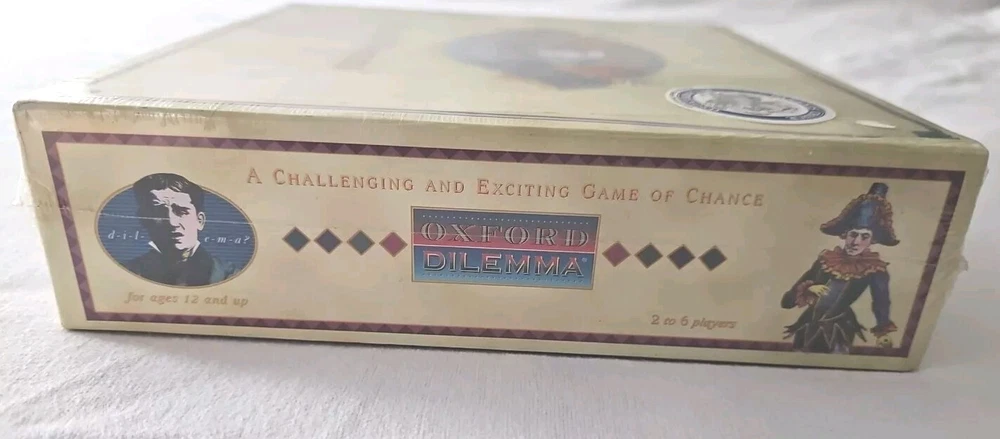 A CHALLENGING AND EXCITING GAME OF CHANCE
d-i-l-
e-m-a?
OXFORD
DILEMMA®
for ages 12 and up
2 to 6 players